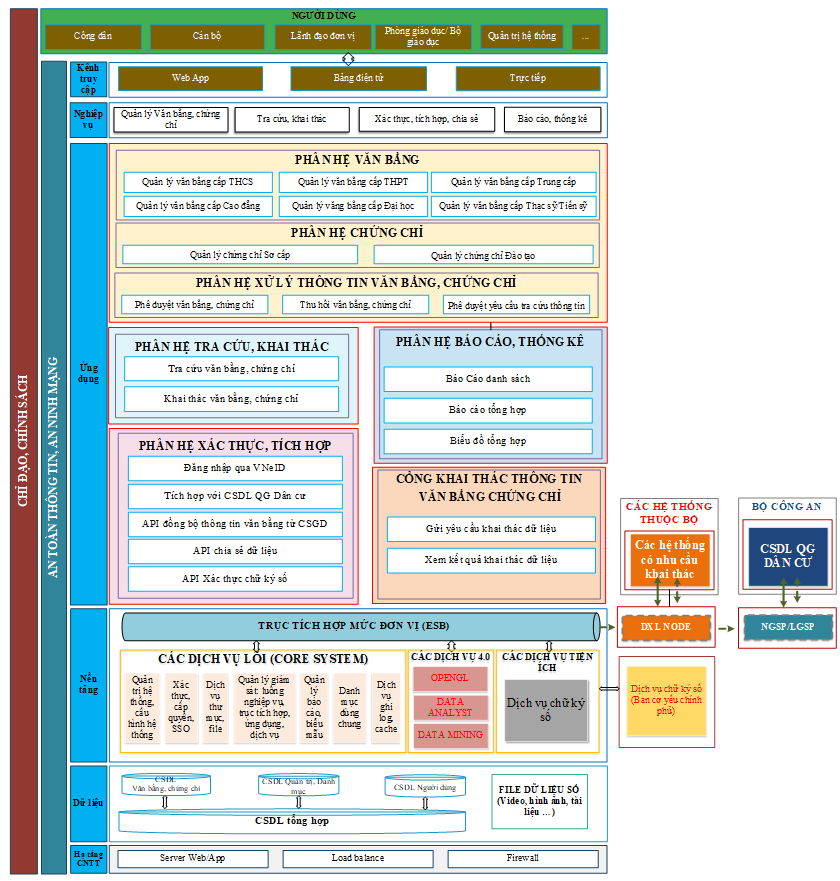 NGƯỜI DÙNG
Công dân
Cán bộ
Lãnh đạo đơn vị
Phòng giáo dục/ Bộ
giáo dục
Quản trị hệ thống
...
CHỈ ĐẠO, CHÍNH SÁCH
AN TOÀN THÔNG TIN, AN NINH MẠNG
Kênh
truy
cập
Web App
Bảng điện tử
Trực tiếp
Nghiệp
vụ
Quản lý Văn bằng, chứng
chỉ
Tra cứu, khai thác
Xác thực, tích hợp, chia sẻ
Báo cáo, thống kê
Ứng
dụng
PHÂN HỆ VĂN BẰNG
Quản lý văn bằng cấp THCS
Quản lý văn bằng cấp THPT
Quản lý văn bằng cấp Trung cấp
Quản lý văn bằng cấp Cao đẳng
Quản lý văng bằng cấp Đại học
Quản lý văn bằng cấp Thạc sỹ/Tiến sỹ
PHÂN HỆ CHỨNG CHỈ
Quản lý chứng chỉ Sơ cấp
Quản lý chứng chỉ Đào tạo
PHÂN HỆ XỬ LÝ THÔNG TIN VĂN BẰNG, CHỨNG CHỈ
Phê duyệt văn bằng, chứng chỉ
Thu hồi văn bằng, chứng chỉ
Phê duyệt yêu cầu tra cứu thông tin
PHÂN HỆ TRA CỨU, KHAI THÁC
Tra cứu văn bằng, chứng chỉ
Khai thác văn bằng, chứng chỉ
PHÂN HỆ BÁO CÁO, THỐNG KÊ
Báo Cáo danh sách
Báo cáo tổng hợp
Biểu đồ tổng hợp
PHÂN HỆ XÁC THỰC, TÍCH HỢP
Đăng nhập qua VNeID
Tích hợp với CSDL QG Dân cư
API đồng bộ thông tin văn bằng từ CSGD
API chia sẻ dữ liệu
API Xác thực chữ ký số
CỔNG KHAI THÁC THÔNG TIN
VĂN BẰNG CHỨNG CHỈ
Gửi yêu cầu khai thác dữ liệu
Xem kết quả khai thác dữ liệu
CÁC HỆ THỐNG
THUỘC BỘ
Các hệ thống
có nhu cầu
khai thác
BỘ CÔNG AN
CSDL QG
DÂN CƯ
DXL NODE
NGSP/LGSP
Nền
tảng
TRỤC TÍCH HỢP MỨC ĐƠN VỊ (ESB)
CÁC DỊCH VỤ LÕI (CORE SYSTEM)
Quản
trị hệ
thống,
cấu
hình hệ
thống
Xác
thực,
cấp
quyền,
SSO
Dịch
vụ
thư
mục,
file
Quản lý giám
sát: luồng
nghiệp vụ,
trục tích hợp,
ứng dụng,
dịch vụ
Quản
lý
báo
cáo,
biểu
mẫu
Danh
mục
dùng
chung
Dịch
vụ
ghi
log,
cache
CÁC DỊCH VỤ 4.0
OPENGL
DATA
ANALYST
DATA MINING
CÁC DỊCH VỤ TIỆN
ÍCH
Dịch vụ chữ ký
số
Dịch vụ chữ ký số
(Ban cơ yếu chính
phủ)
Dữ liệu
CSDL
Văn bằng, chứng chỉ
CSDL Quản trị, Danh
mục
CSDL Người dùng
CSDL tổng hợp
FILE DỮ LIỆU SỐ
(Video, hình ảnh, tài
liệu ...)
Hạ tầng
CNTT
Server Web/App
Load balance
Firewall